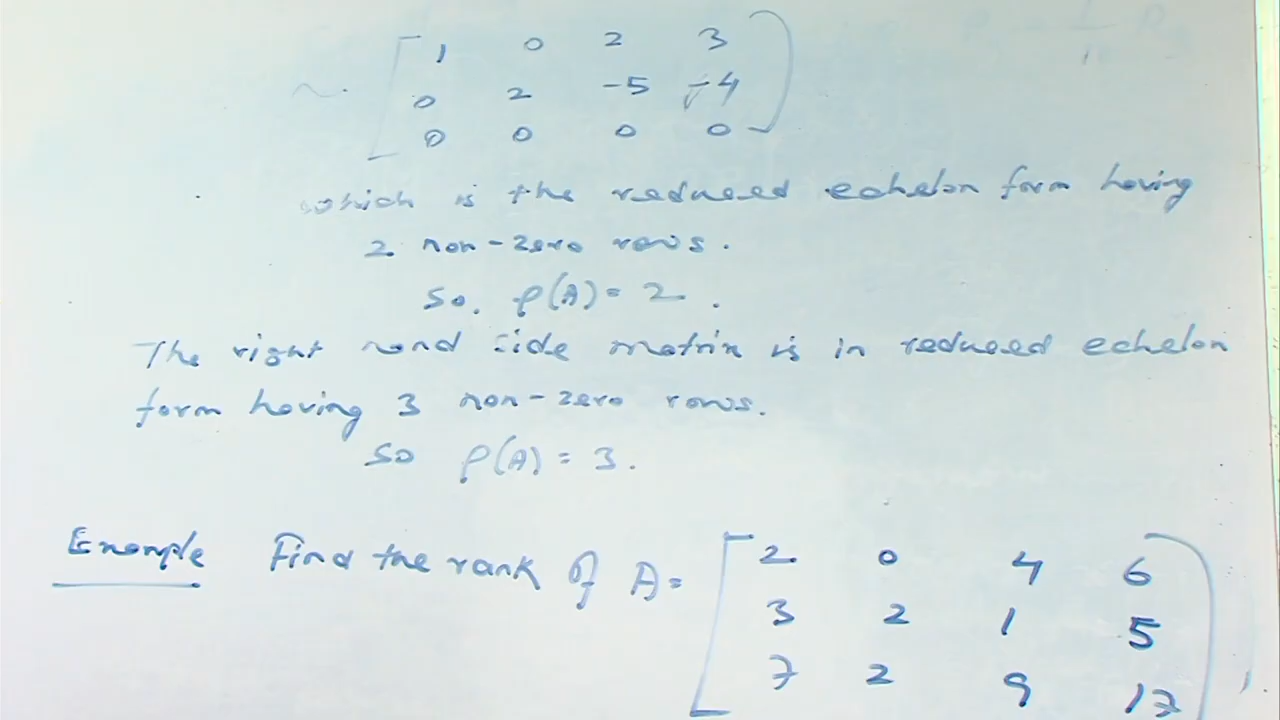 ~ [ 1 0 2 3
0 2 -5 -4
0 0 0 0 ]
which is the reduced echelon form having
2 non-zero rows.
So, ρ(A) = 2.
The right hand side matrix is in reduced echelon
form having 3 non-zero rows.
So ρ(A) = 3.
Example Find the rank of A = [ 2 0 4 6
3 2 1 5
7 2 9 17 ]